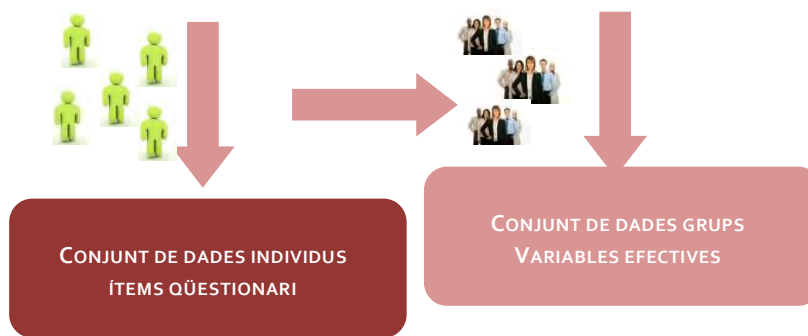 CONJUNT DE DADES INDIVIDUS
ÍTEMS QÜESTIONARI
CONJUNT DE DADES GRUPS
VARIABLES EFECTIVES